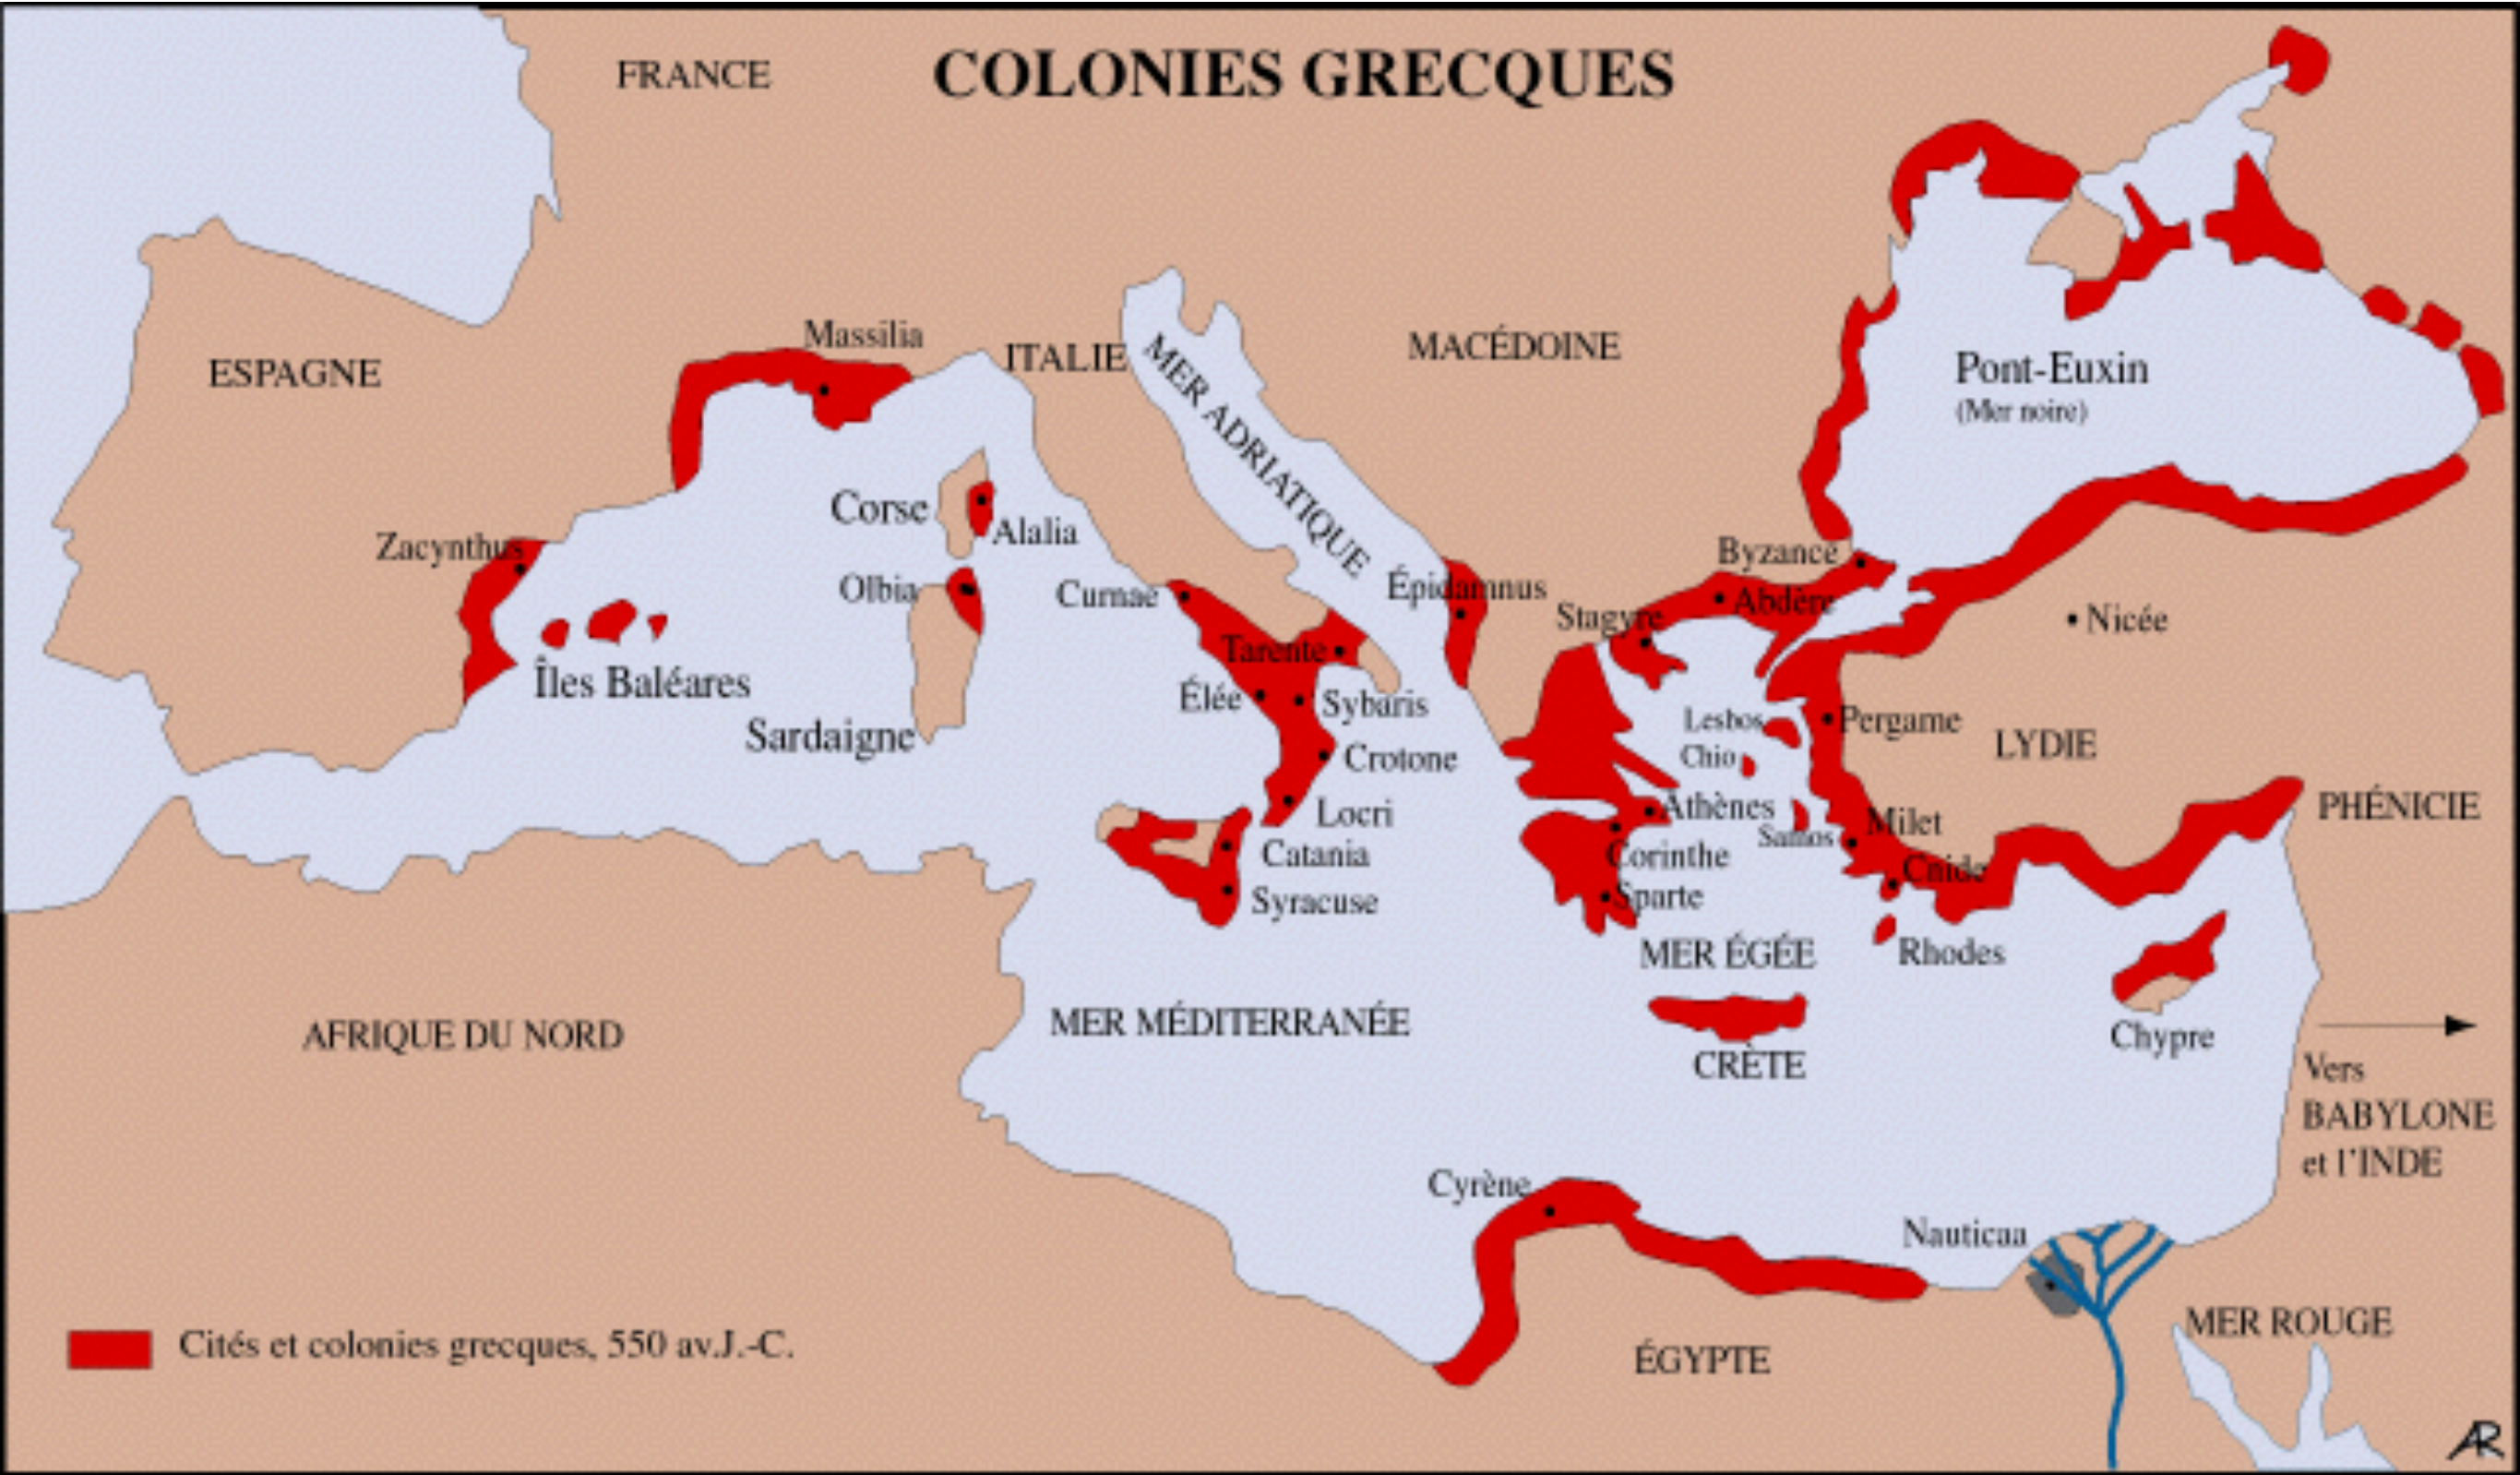 COLONIES GRECQUES
FRANCE
ESPAGNE
Massilia
ITALIE
MER ADRIATIQUE
MACÉDOINE
Pont-Euxin
(Mer noire)
Corse
Alalia
Zacynthus
Olbia
Curnae
Épidamnus
Byzance
Abdère
Stagyre
Nicée
Îles Baléares
Sardaigne
Tarente
Élée
Sybaris
Crotone
Locri
Catania
Syracuse
Lesbos
Chio
Pergame
LYDIE
PHÉNICIE
Athènes
Samos
Milet
Corinthe
Cnide
Sparte
MER ÉGÉE
Rhodes
AFRIQUE DU NORD
MER MÉDITERRANÉE
CRÈTE
Chypre
Vers
BABYLONE
et l'INDE
Cyrène
Nauticaa
MER ROUGE
ÉGYPTE
Cités et colonies grecques, 550 av.J.-C.
AR